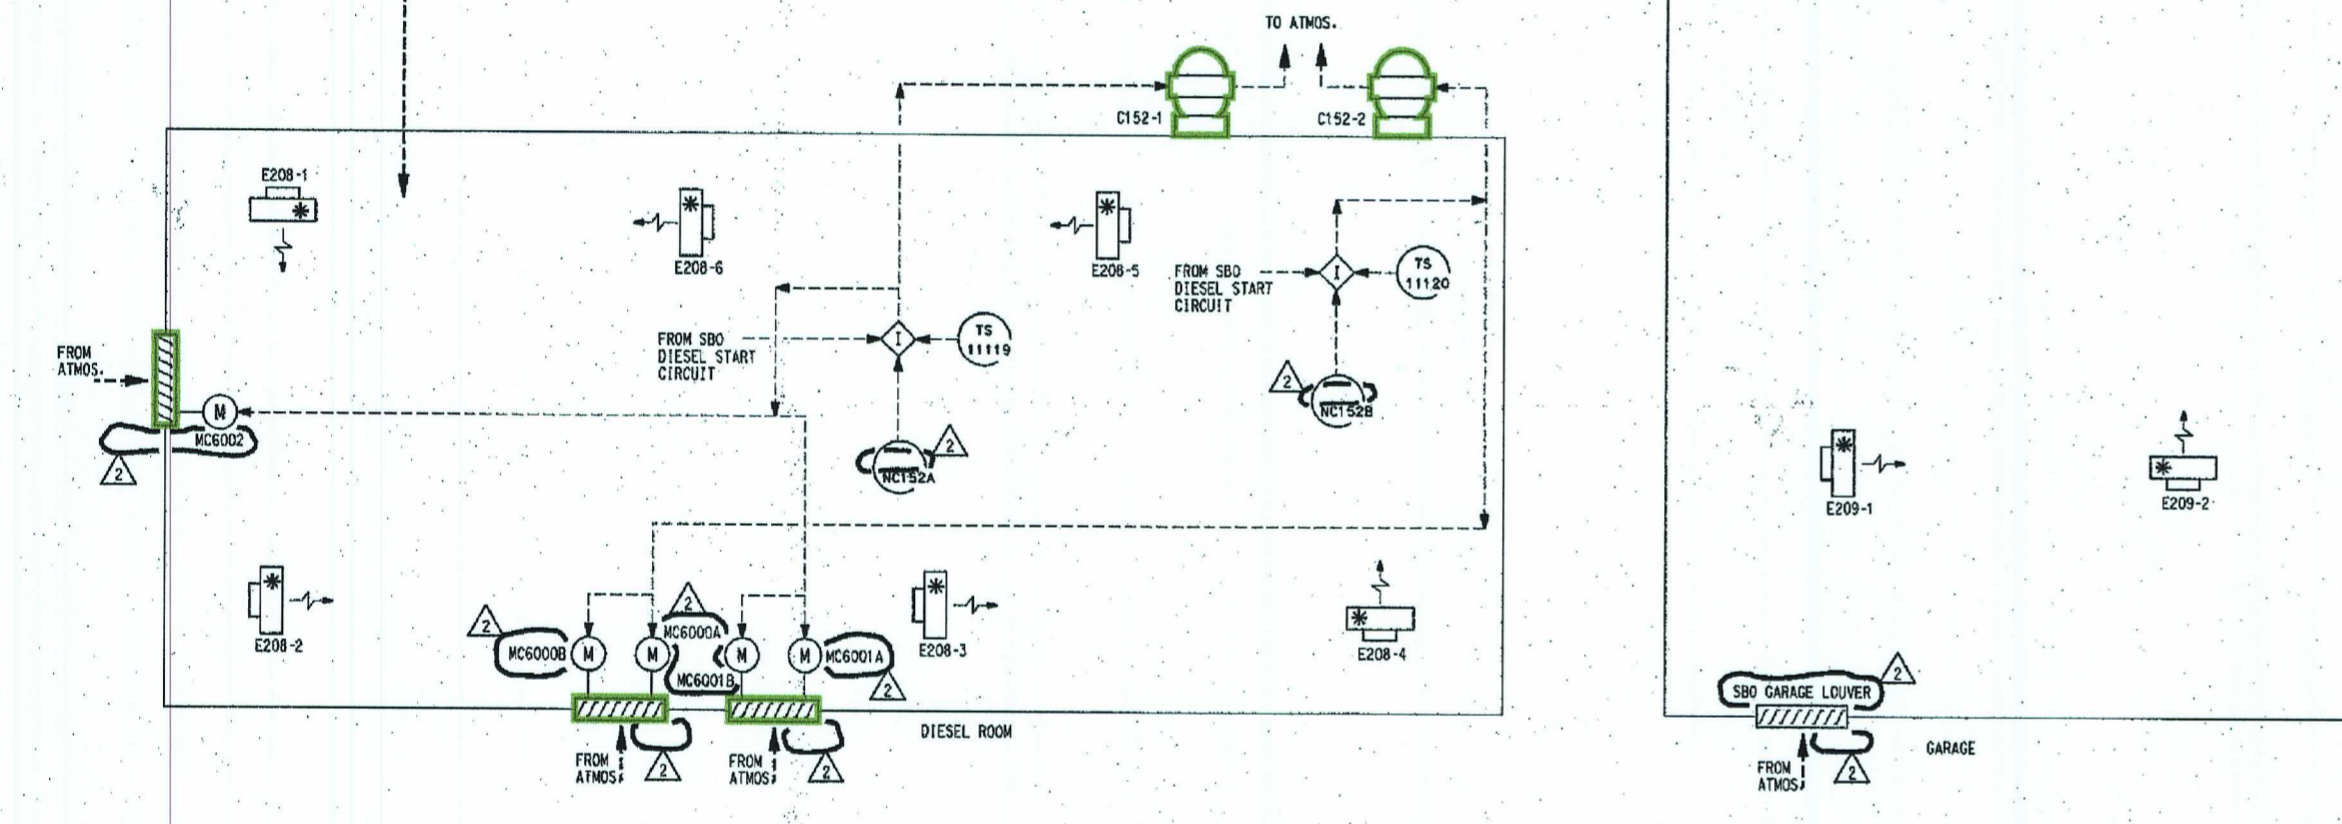 TO ATMOS.
C152-1
C152-2
E208-1
E208-6
E208-5
FROM SBO
DIESEL START
CIRCUIT
I
TS
11120
FROM SBO
DIESEL START
CIRCUIT
I
TS
11119
FROM
ATMOS.
M
MC6002
2
2
NC152B
2
NC152A
E209-1
E209-2
E208-2
2
MC6000B
M
M
2
MC6000A
MC6001B
M
M
MC6001A
2
E208-3
E208-4
SBO GARAGE LOUVER
2
FROM
ATMOS.
2
FROM
ATMOS.
2
DIESEL ROOM
FROM
ATMOS.
2
GARAGE